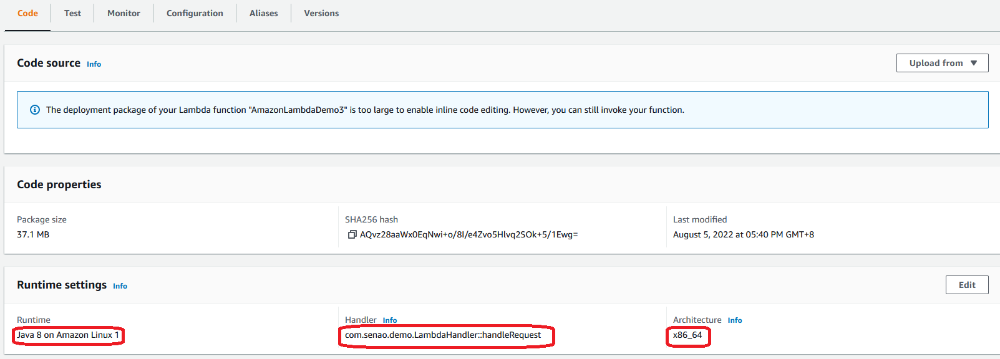 Code Test Monitor Configuration Aliases Versions
Code source Info
Upload from ▼
The deployment package of your Lambda function "AmazonLambdaDemo3" is too large to enable inline code editing. However, you can still invoke your function.
Code properties
Package size
37.1 MB
SHA256 hash
AQvz28aaWx0EqNwi+o/8I/e4Zvo5Hlvq2SOk+5/1Ewg=
Last modified
August 5, 2022 at 05:40 PM GMT+8
Runtime settings Info
Edit
Runtime
Java 8 on Amazon Linux 1
Handler Info
com.senao.demo.LambdaHandler::handleRequest
Architecture Info
x86_64